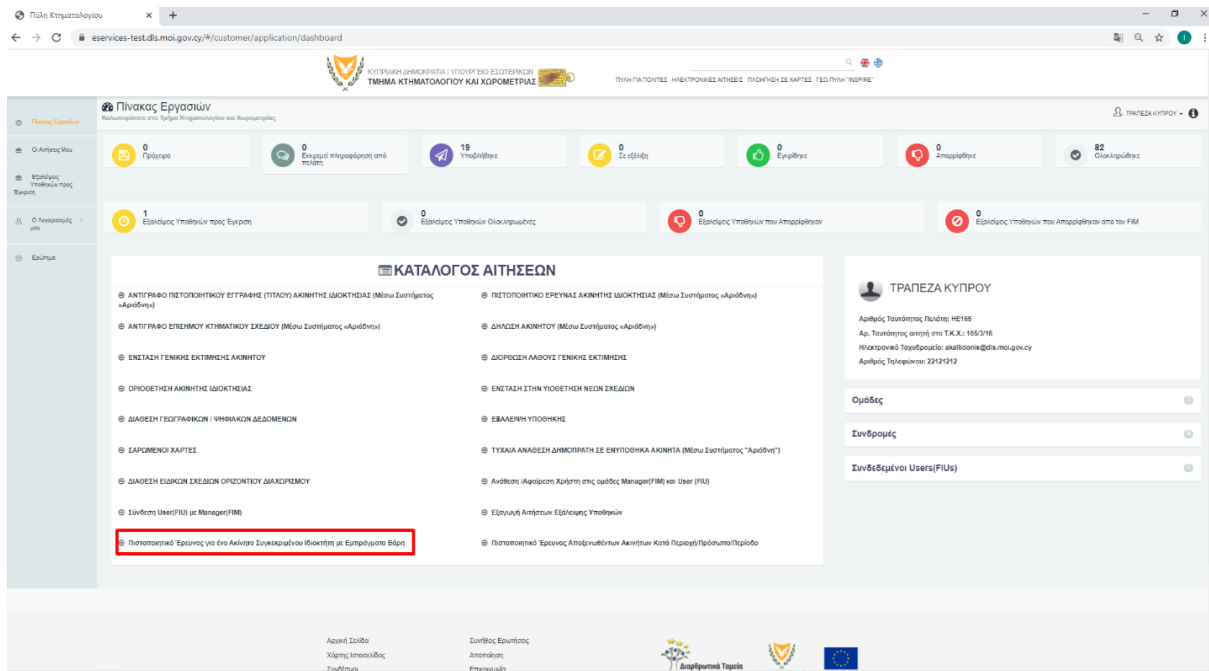 Πύλη Κτηματολογίου
eservices-test.dls.moi.gov.cy/#/customer/application/dashboard
ΚΥΠΡΙΑΚΗ ΔΗΜΟΚΡΑΤΙΑ | ΥΠΟΥΡΓΕΙΟ ΕΣΩΤΕΡΙΚΩΝ
ΤΜΗΜΑ ΚΤΗΜΑΤΟΛΟΓΙΟΥ ΚΑΙ ΧΩΡΟΜΕΤΡΙΑΣ
ΠΥΛΗ ΓΙΑ ΠΟΛΙΤΕΣ ΗΛΕΚΤΡΟΝΙΚΕΣ ΑΙΤΗΣΕΙΣ ΠΛΟΗΓΗΣΗ ΣΕ ΧΑΡΤΕΣ ΓΕΩ-ΠΥΛΗ "INSPIRE"
Πίνακας Εργασιών
Καλωσορίσατε στο Τμήμα Κτηματολογίου και Χωρομετρίας
ΤΡΑΠΕΖΑ ΚΥΠΡΟΥ
Πίνακας Εργασιών
Οι Αιτήσεις Μου
Εξαλείψεις
Υποθηκών προς
Έγκριση
Ο Λογαριασμός
μου
Ερώτημα
0
Πρόχειρο
0
Εκκρεμεί πληροφόρηση από
πελάτη
19
Υποβλήθηκε
0
Σε εξέλιξη
0
Εγκρίθηκε
0
Απορρίφθηκε
82
Ολοκληρώθηκε
1
Εξαλείψεις Υποθηκών προς Έγκριση
0
Εξαλείψεις Υποθηκών Ολοκληρωμένες
0
Εξαλείψεις Υποθηκών που Απορρίφθηκαν
0
Εξαλείψεις Υποθηκών που Απορρίφθηκαν απο τον FIM
ΚΑΤΑΛΟΓΟΣ ΑΙΤΗΣΕΩΝ
ΑΝΤΙΓΡΑΦΟ ΠΙΣΤΟΠΟΙΗΤΙΚΟΥ ΕΓΓΡΑΦΗΣ (ΤΙΤΛΟΥ) ΑΚΙΝΗΤΗΣ ΙΔΙΟΚΤΗΣΙΑΣ (Μέσω Συστήματος
«Αριάδνη»)
ΠΙΣΤΟΠΟΙΗΤΙΚΟ ΕΡΕΥΝΑΣ ΑΚΙΝΗΤΗΣ ΙΔΙΟΚΤΗΣΙΑΣ (Μέσω Συστήματος «Αριάδνη»)
ΑΝΤΙΓΡΑΦΟ ΕΠΙΣΗΜΟΥ ΚΤΗΜΑΤΙΚΟΥ ΣΧΕΔΙΟΥ (Μέσω Συστήματος «Αριάδνη»)
ΔΗΛΩΣΗ ΑΚΙΝΗΤΟΥ (Μέσω Συστήματος «Αριάδνη»)
ΕΝΣΤΑΣΗ ΓΕΝΙΚΗΣ ΕΚΤΙΜΗΣΗΣ ΑΚΙΝΗΤΟΥ
ΔΙΟΡΘΩΣΗ ΛΑΘΟΥΣ ΓΕΝΙΚΗΣ ΕΚΤΙΜΗΣΗΣ
ΟΡΙΟΘΕΤΗΣΗ ΑΚΙΝΗΤΗΣ ΙΔΙΟΚΤΗΣΙΑΣ
ΕΝΣΤΑΣΗ ΣΤΗΝ ΥΙΟΘΕΤΗΣΗ ΝΕΩΝ ΣΧΕΔΙΩΝ
ΔΙΑΘΕΣΗ ΓΕΩΓΡΑΦΙΚΩΝ / ΨΗΦΙΑΚΩΝ ΔΕΔΟΜΕΝΩΝ
ΕΞΑΛΕΙΨΗ ΥΠΟΘΗΚΗΣ
ΣΑΡΩΜΕΝΟΙ ΧΑΡΤΕΣ
ΤΥΧΑΙΑ ΑΝΑΘΕΣΗ ΔΗΜΟΠΡΑΤΗ ΣΕ ΕΝΥΠΟΘΗΚΑ ΑΚΙΝΗΤΑ (Μέσω Συστήματος "Αριάδνη")
ΔΙΑΘΕΣΗ ΕΙΔΙΚΩΝ ΣΧΕΔΙΩΝ ΟΡΙΖΟΝΤΙΟΥ ΔΙΑΧΩΡΙΣΜΟΥ
Ανάθεση /Αφαίρεση Χρήστη στις ομάδες Manager(FIM) και User (FIU)
Σύνδεση User(FIU) με Manager(FIM)
Εξαγωγή Αιτήσεων Εξάλειψης Υποθηκών
Πιστοποιητικό Έρευνας για ένα Ακίνητο Συγκεκριμένου Ιδιοκτήτη με Εμπράγματα Βάρη
Πιστοποιητικό Έρευνας Αποξενωθέντων Ακινήτων Κατά Περιοχή/Πρόσωπο/Περίοδο
ΤΡΑΠΕΖΑ ΚΥΠΡΟΥ
Αριθμός Ταυτότητας Πελάτη: HE165
Αρ. Ταυτότητας αιτητή στο Τ.Κ.Χ.: 165/3/16
Ηλεκτρονικό Ταχυδρομείο: akallidonis@dls.moi.gov.cy
Αριθμός Τηλεφώνου: 22121212
Ομάδες
Συνδρομές
Συνδεδεμένοι Users(FIUs)
Αρχική Σελίδα
Χάρτης Ιστοσελίδας
Συνδέσμοι
Συνήθεις Ερωτήσεις
Αποποίηση
Επικοινωνία
Διαρθρωτικά Ταμεία